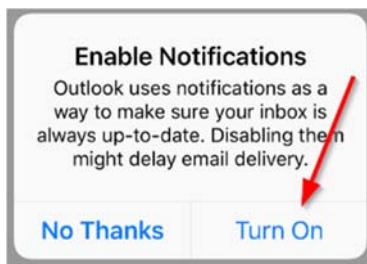 Enable Notifications
Outlook uses notifications as a
way to make sure your inbox is
always up-to-date. Disabling them
might delay email delivery.
No Thanks Turn On